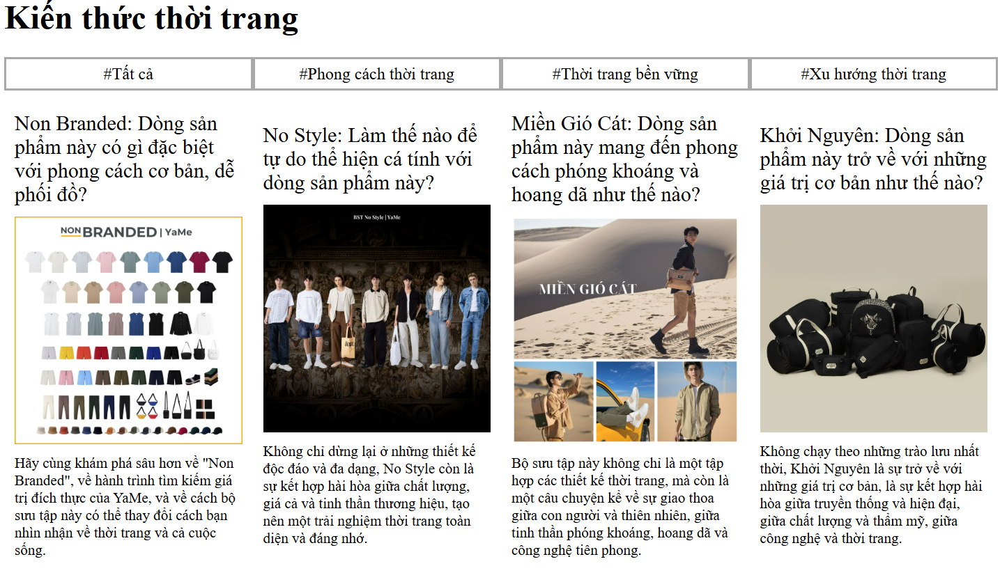 Kiến thức thời trang
#Tất cả
#Phong cách thời trang
#Thời trang bền vững
#Xu hướng thời trang
Non Branded: Dòng sản
phẩm này có gì đặc biệt
với phong cách cơ bản, dễ
phối đồ?
NON BRANDED | YaMe
Hãy cùng khám phá sâu hơn về "Non
Branded", về hành trình tìm kiếm giá
trị đích thực của YaMe, và về cách bộ
sưu tập này có thể thay đổi cách bạn
nhìn nhận về thời trang và cả cuộc
sống.
No Style: Làm thế nào để
tự do thể hiện cá tính với
dòng sản phẩm này?
BST No Style | YaMe
Không chỉ dừng lại ở những thiết kế
độc đáo và đa dạng, No Style còn là
sự kết hợp hài hòa giữa chất lượng,
giá cả và tinh thần thương hiệu, tạo
nên một trải nghiệm thời trang toàn
diện và đáng nhớ.
Miền Gió Cát: Dòng sản
phẩm này mang đến phong
cách phóng khoáng và
hoang dã như thế nào?
MIỀN GIÓ CÁT
Bộ sưu tập này không chỉ là một tập
hợp các thiết kế thời trang, mà còn là
một câu chuyện kể về sự giao thoa
giữa con người và thiên nhiên, giữa
tinh thần phóng khoáng, hoang dã và
công nghệ tiên phong.
Khởi Nguyên: Dòng sản
phẩm này trở về với những
giá trị cơ bản như thế nào?
Không chạy theo những trào lưu nhất
thời, Khởi Nguyên là sự trở về với
những giá trị cơ bản, là sự kết hợp hài
hòa giữa truyền thống và hiện đại,
giữa chất lượng và thẩm mỹ, giữa
công nghệ và thời trang.